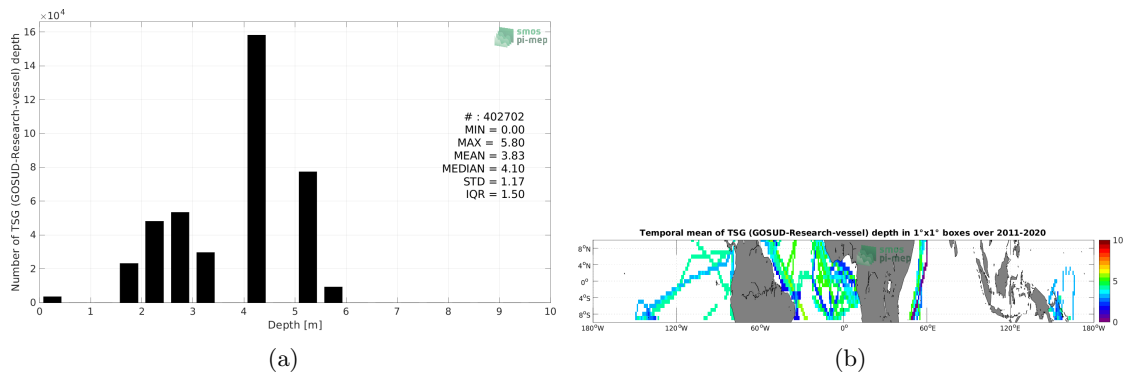 ×10⁴
16
14
12
10
8
6
4
2
0
Number of TSG (GOSUD-Research-vessel) depth
smos
pi-mep
# : 402702
MIN = 0.00
MAX = 5.80
MEAN = 3.83
MEDIAN = 4.10
STD = 1.17
IQR = 1.50
0 1 2 3 4 5 6 7 8 9 10
Depth [m]
(a)
Temporal mean of TSG (GOSUD-Research-vessel) depth in 1°x1° boxes over 2011-2020
smos
pi-mep
8°N
4°N
0°
4°S
8°S
180°W 120°W 60°W 0° 60°E 120°E 180°W
10
5
0
(b)